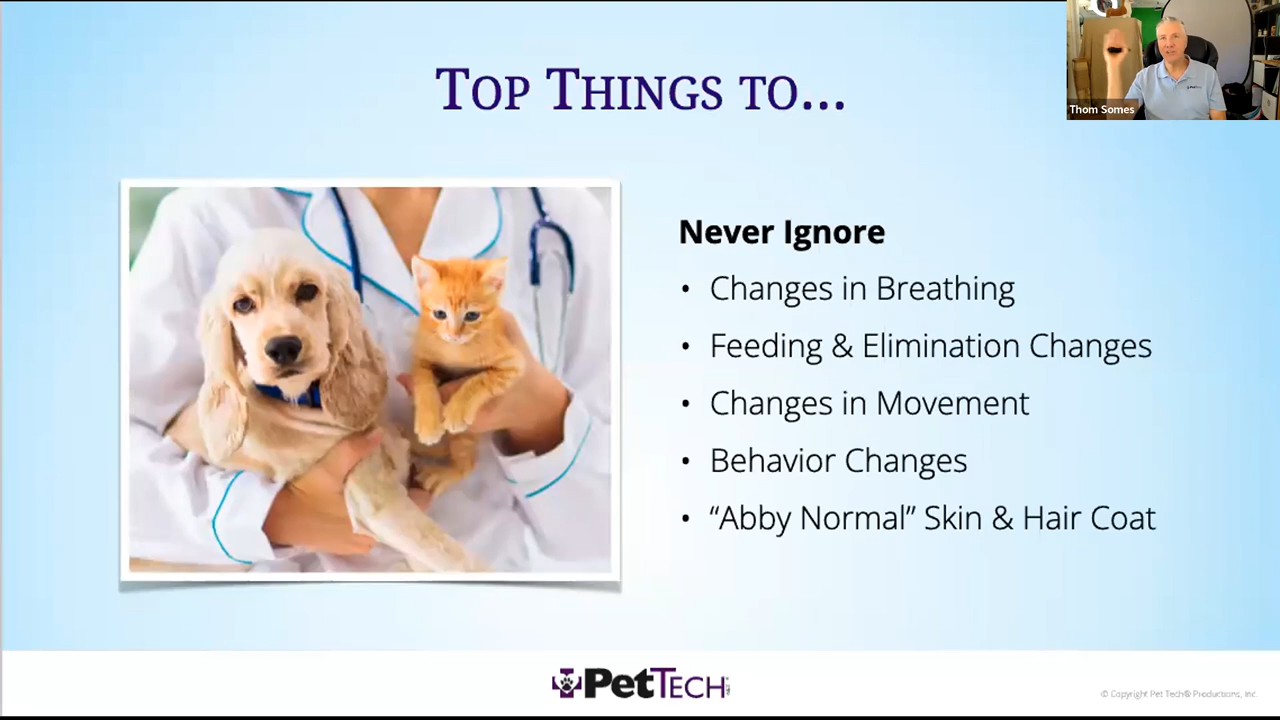 Top Things to...
Thom Somes
Never Ignore
• Changes in Breathing
• Feeding & Elimination Changes
• Changes in Movement
• Behavior Changes
• “Abby Normal” Skin & Hair Coat
PetTech
© Copyright Pet Tech® Productions, Inc.